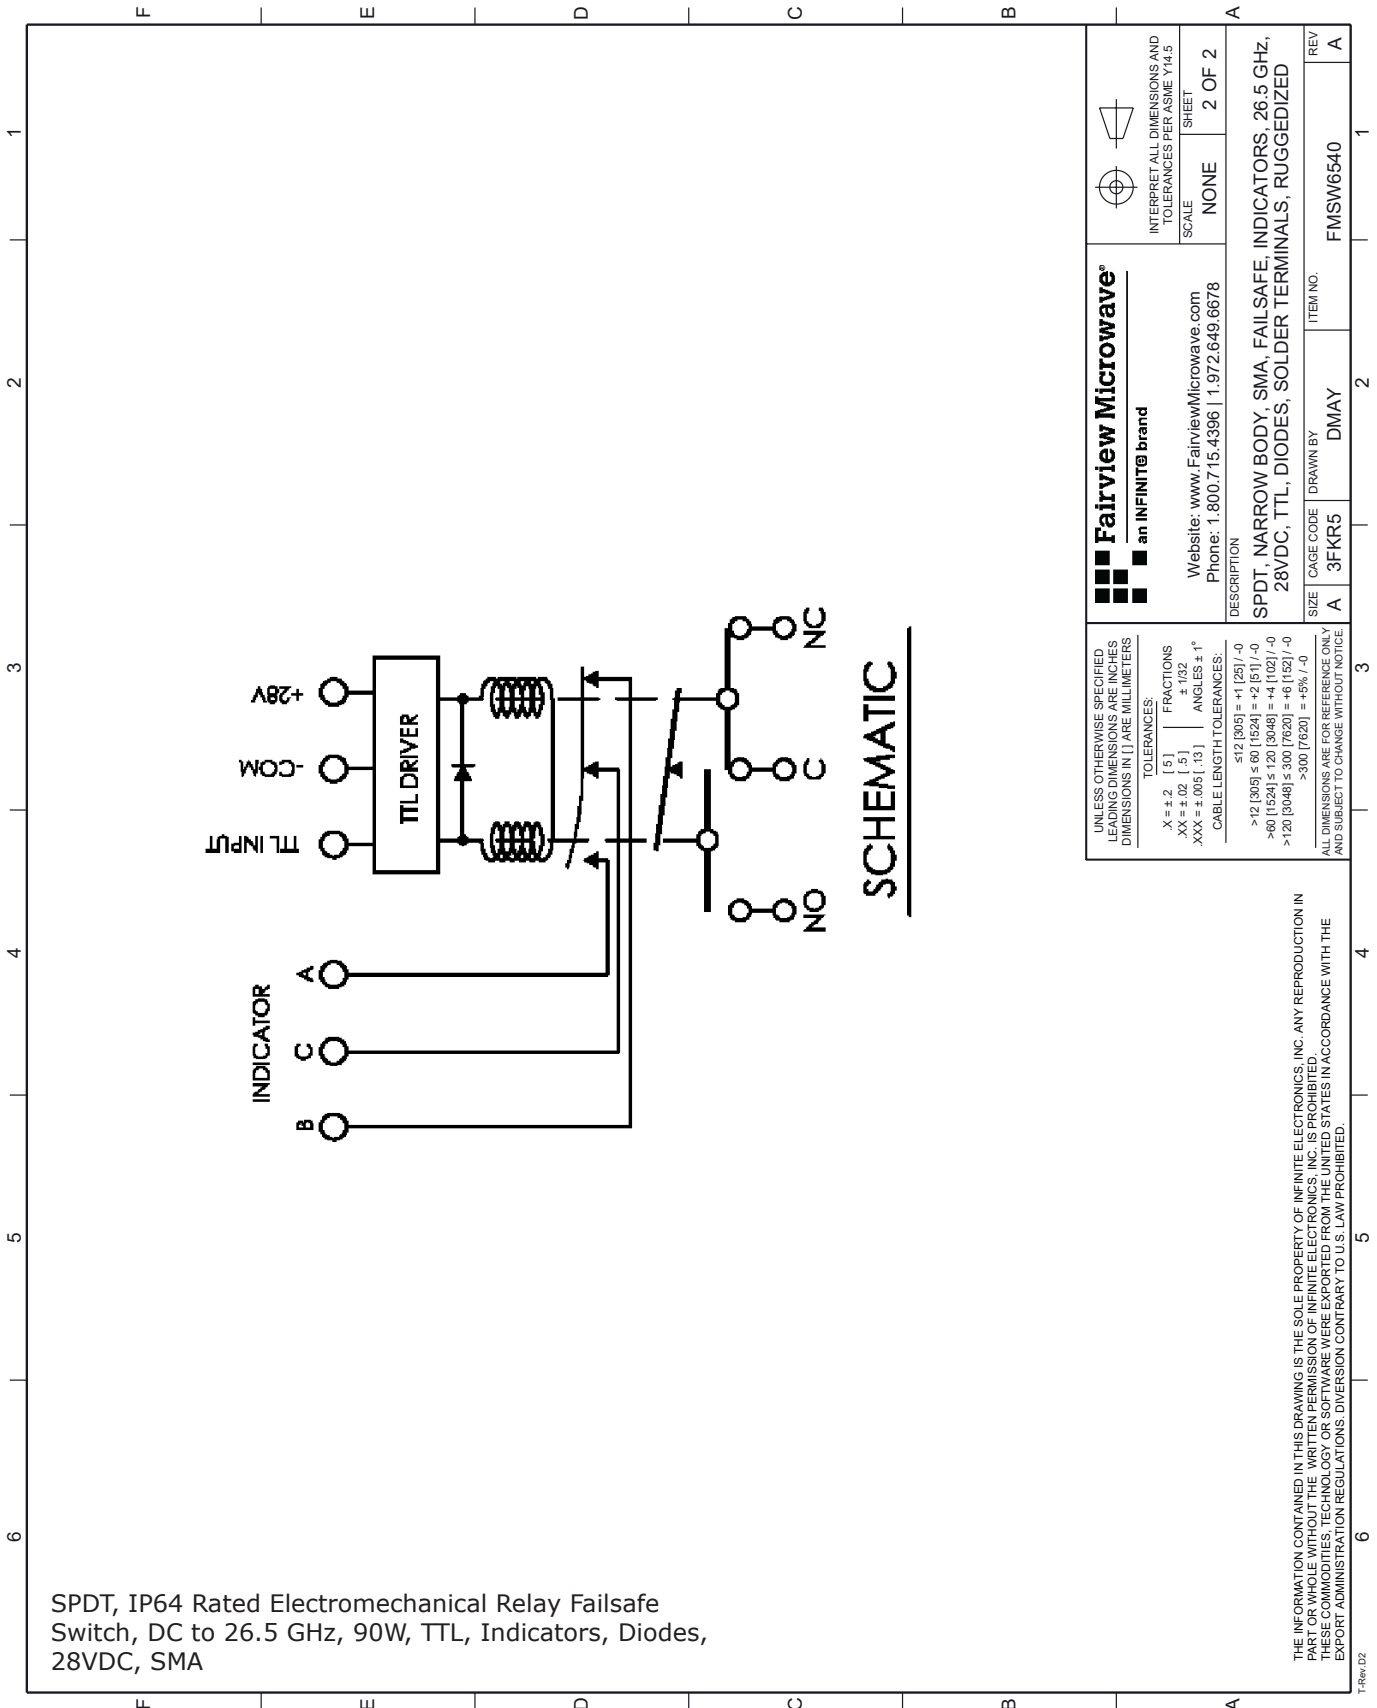 F
E
D
C
B
A
1
2
3
4
5
6
INDICATOR
B
C
A
TTL INPUT
-COM
+28V
TTL DRIVER
NO
C
NC
SCHEMATIC
THE INFORMATION CONTAINED IN THIS DRAWING IS THE SOLE PROPERTY OF INFINITE ELECTRONICS, INC. ANY REPRODUCTION IN
PART OR WHOLE WITHOUT THE WRITTEN PERMISSION OF INFINITE ELECTRONICS, INC. IS PROHIBITED.
THESE COMMODITIES, TECHNOLOGY OR SOFTWARE WERE EXPORTED FROM THE UNITED STATES IN ACCORDANCE WITH THE
EXPORT ADMINISTRATION REGULATIONS. DIVERSION CONTRARY TO U.S. LAW PROHIBITED.
UNLESS OTHERWISE SPECIFIED
LEADING DIMENSIONS ARE INCHES
DIMENSIONS IN [ ] ARE MILLIMETERS
TOLERANCES:
.X = ± .2 [ 5 ] FRACTIONS
.XX = ± .02 [ .5 ] ± 1/32
.XXX = ± .005 [ .13 ] ANGLES ± 1°
CABLE LENGTH TOLERANCES:
≤12 [305] = +1 [25] / -0
>12 [305] ≤ 60 [1524] = +2 [51] / -0
>60 [1524] ≤ 120 [3048] = +4 [102] / -0
>120 [3048] ≤ 300 [7620] = +6 [152] / -0
>300 [7620] = +5% / -0
ALL DIMENSIONS ARE FOR REFERENCE ONLY
AND SUBJECT TO CHANGE WITHOUT NOTICE.
Fairview Microwave®
an INFINITE brand
Website: www.FairviewMicrowave.com
Phone: 1.800.715.4396 | 1.972.649.6678
INTERPRET ALL DIMENSIONS AND
TOLERANCES PER ASME Y14.5
SCALE NONE
SHEET 2 OF 2
DESCRIPTION
SPDT, NARROW BODY, SMA, FAILSAFE, INDICATORS, 26.5 GHz,
28VDC, TTL, DIODES, SOLDER TERMINALS, RUGGEDIZED
SIZE A
CAGE CODE 3FKR5
DRAWN BY DMAY
ITEM NO. FMSW6540
REV A
6
5
4
3
2
1
F
E
D
C
B
A
T-Rev.D2
SPDT, IP64 Rated Electromechanical Relay Failsafe
Switch, DC to 26.5 GHz, 90W, TTL, Indicators, Diodes,
28VDC, SMA